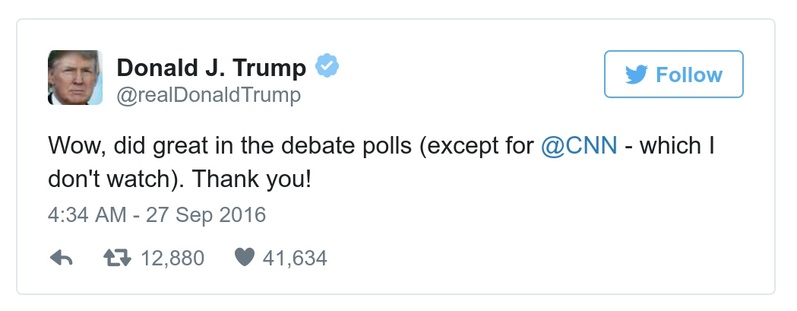 Donald J. Trump
Follow
@realDonaldTrump
Wow, did great in the debate polls (except for @CNN - which I
don't watch). Thank you!
4:34 AM - 27 Sep 2016
12,880 41,634